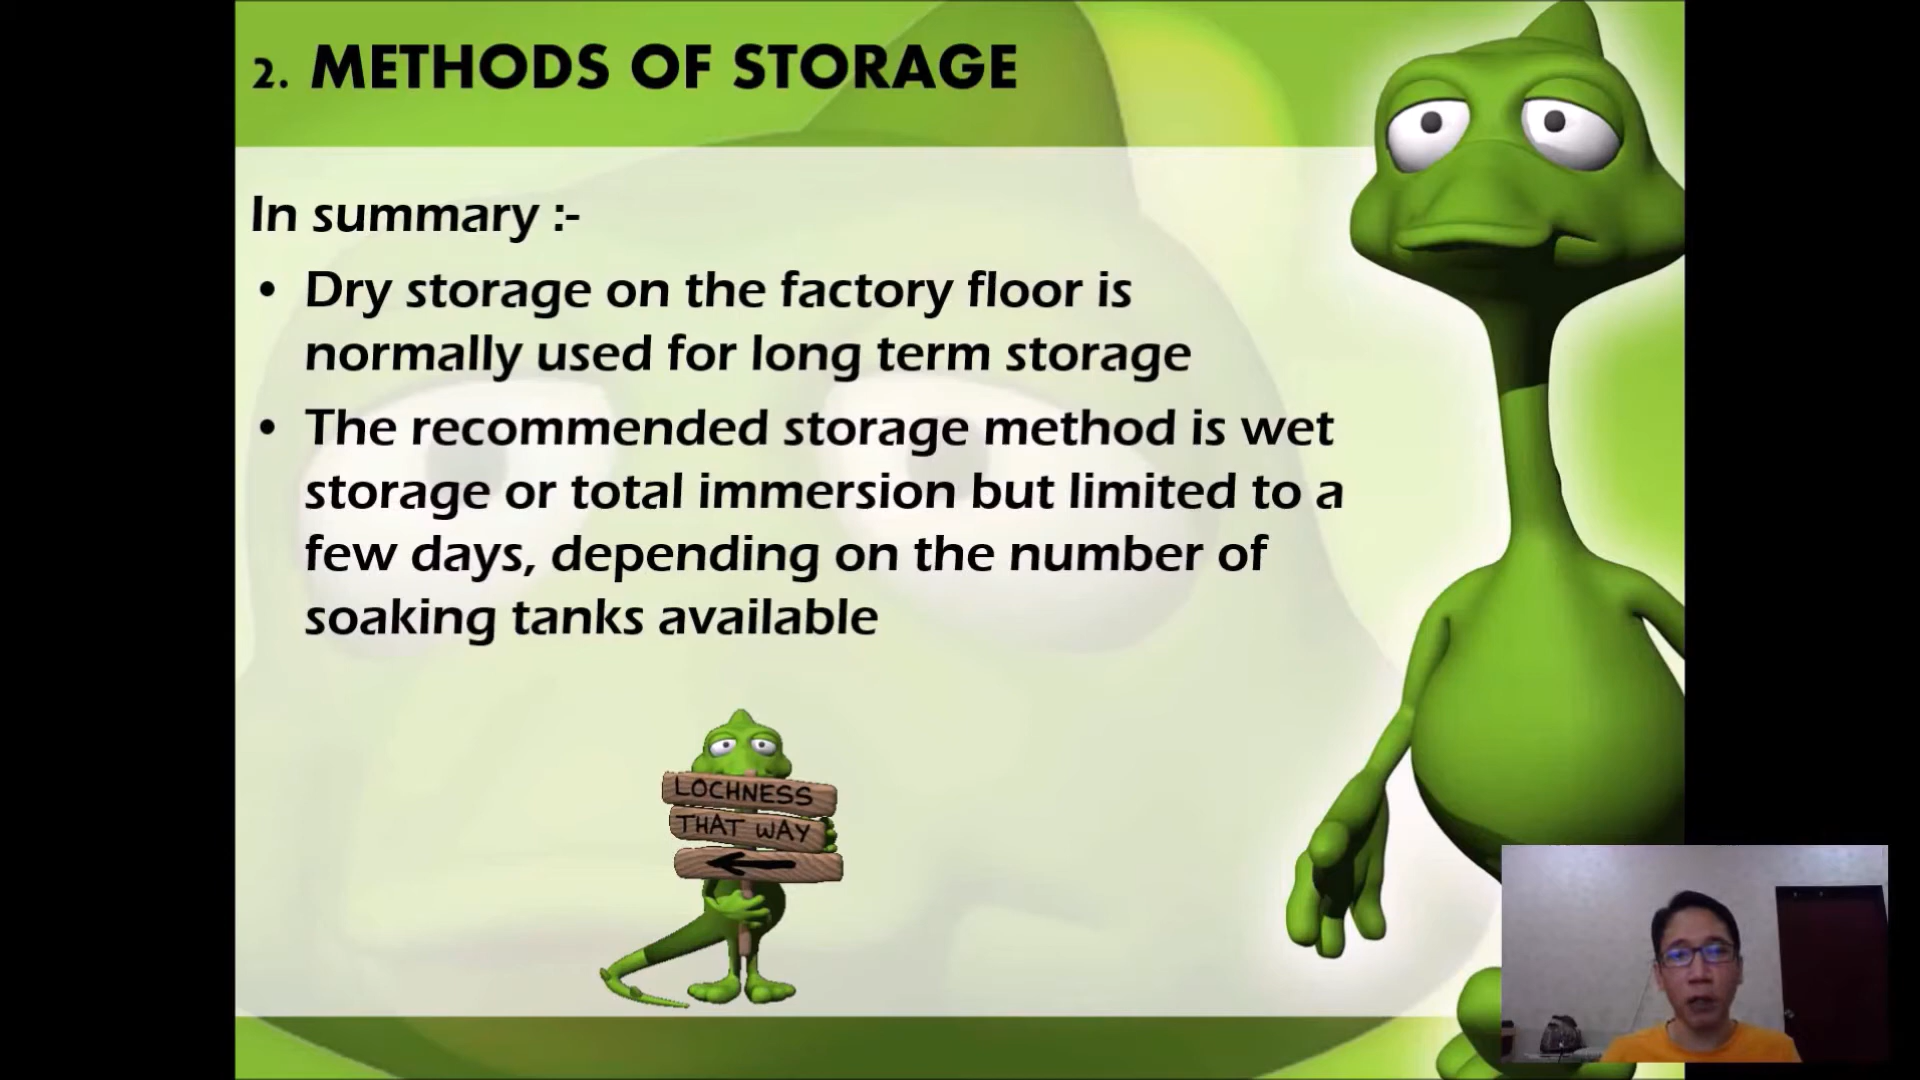 2. METHODS OF STORAGE
In summary :-
• Dry storage on the factory floor is
normally used for long term storage
• The recommended storage method is wet
storage or total immersion but limited to a
few days, depending on the number of
soaking tanks available
LOCHNESS
THAT WAY